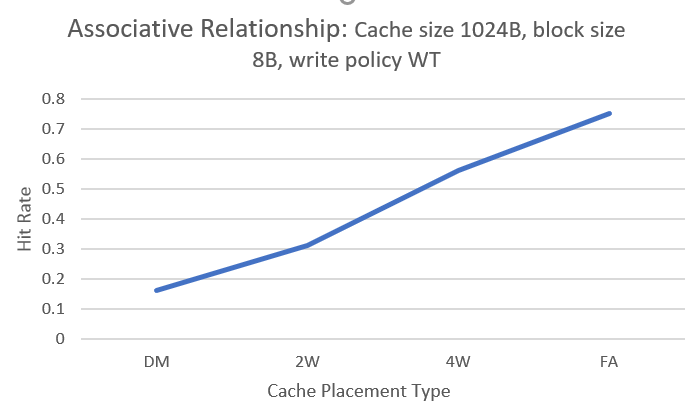 Associative Relationship: Cache size 1024B, block size
8B, write policy WT
0.8
0.7
0.6
0.5
0.4
0.3
0.2
0.1
0
Hit Rate
DM 2W 4W FA
Cache Placement Type